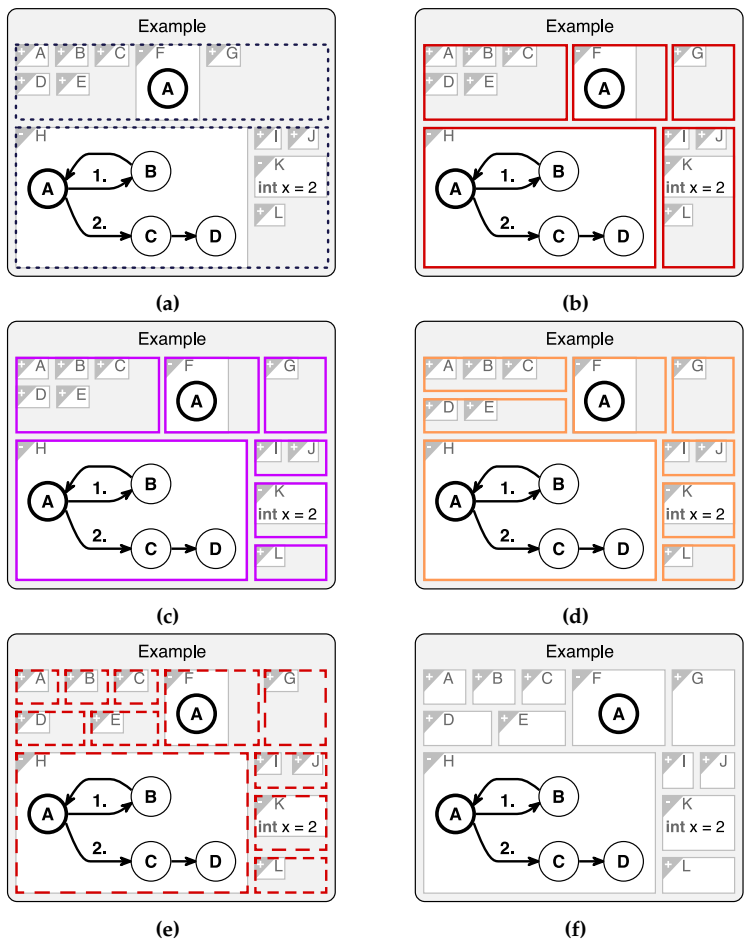 Example
+ A + B + C - F + G
+ D + E
A
- H + I + J
- K
int x = 2
+ L
A 1. B
2. C D
(a)
Example
+ A + B + C - F + G
+ D + E
A
- H + I + J
- K
int x = 2
+ L
A 1. B
2. C D
(b)
Example
+ A + B + C - F + G
+ D + E
A
- H + I + J
- K
int x = 2
+ L
A 1. B
2. C D
(c)
Example
+ A + B + C - F + G
+ D + E
A
- H + I + J
- K
int x = 2
+ L
A 1. B
2. C D
(d)
Example
+ A + B + C - F + G
+ D + E
A
- H + I + J
- K
int x = 2
+ L
A 1. B
2. C D
(e)
Example
+ A + B + C - F + G
+ D + E
A
- H + I + J
- K
int x = 2
+ L
A 1. B
2. C D
(f)